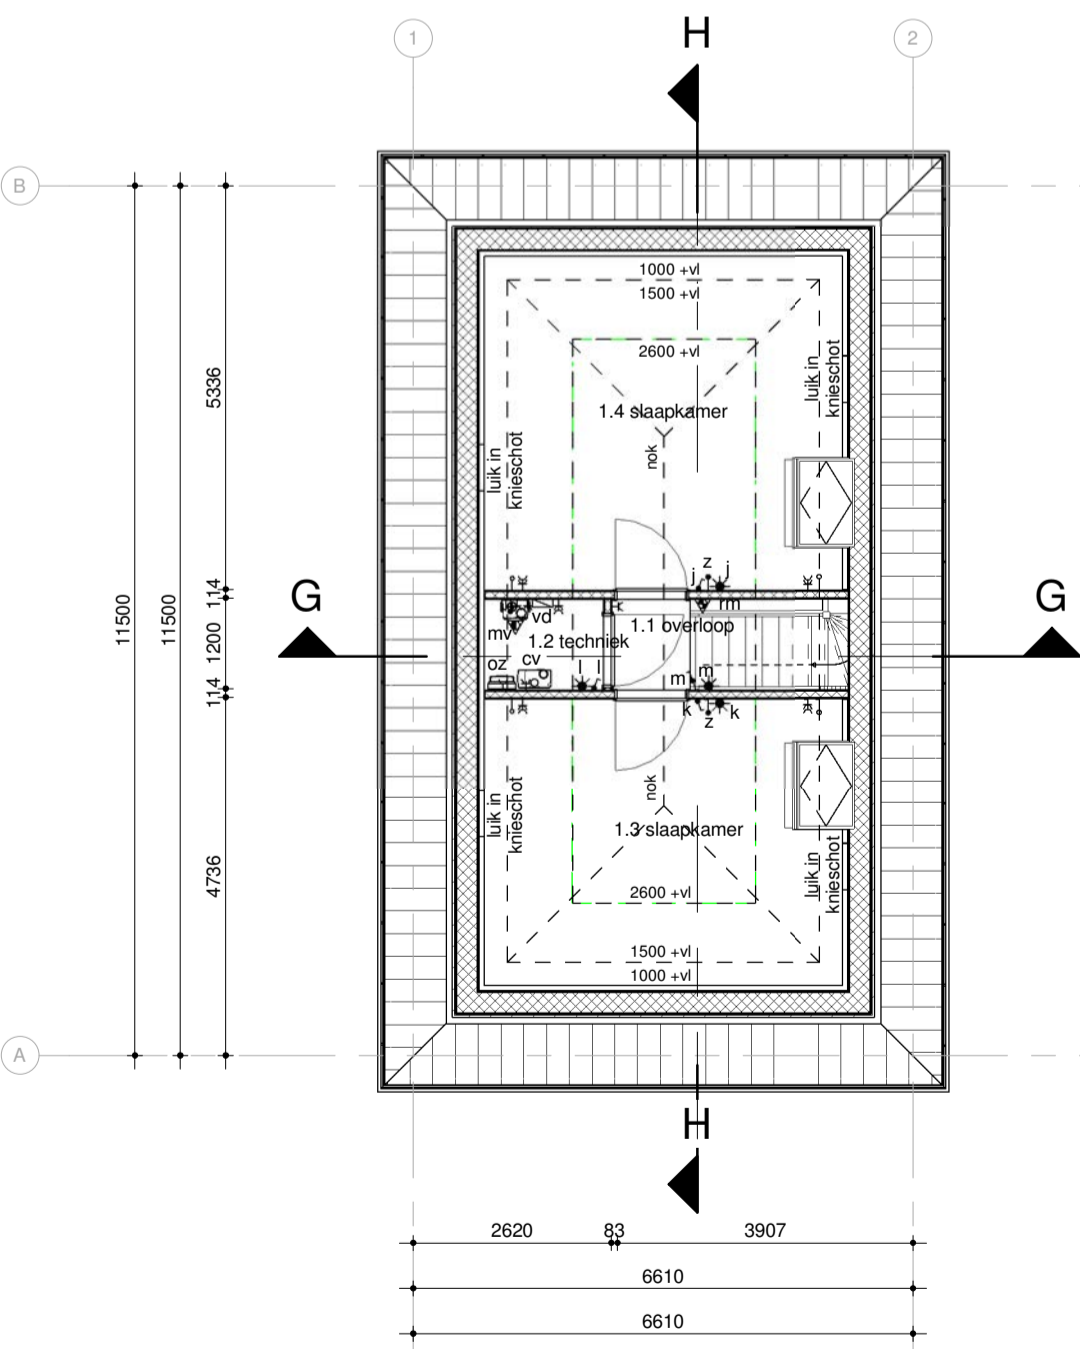 H
1
2
B
1000 +vl
1500 +vl
2600 +vl
luik in
knieschot
1.4 slaapkamer
nok
luik in
knieschot
5336
11500
11500
114
1200
114
4736
G
G
j
z
j
rm
vd
mv
1.1 overloop
1.2 techniek
oz
cv
l
l
m
m
k
z
k
nok
luik in
knieschot
1.3 slaapkamer
luik in
knieschot
2600 +vl
1500 +vl
1000 +vl
A
H
2620
83
3907
6610
6610